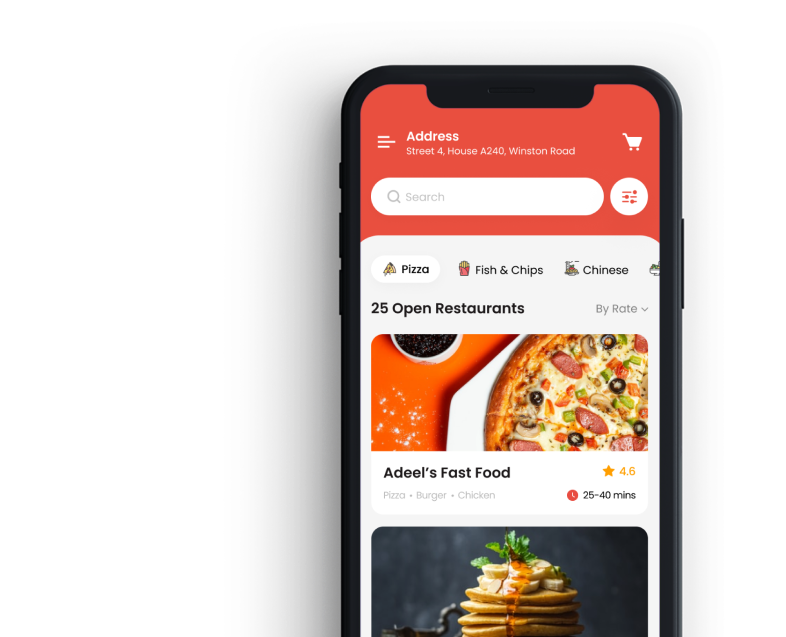 Address
Street 4, House A240, Winston Road
Search
Pizza Fish & Chips Chinese
25 Open Restaurants By Rate
Adeel's Fast Food 4.6
Pizza • Burger • Chicken 25-40 mins